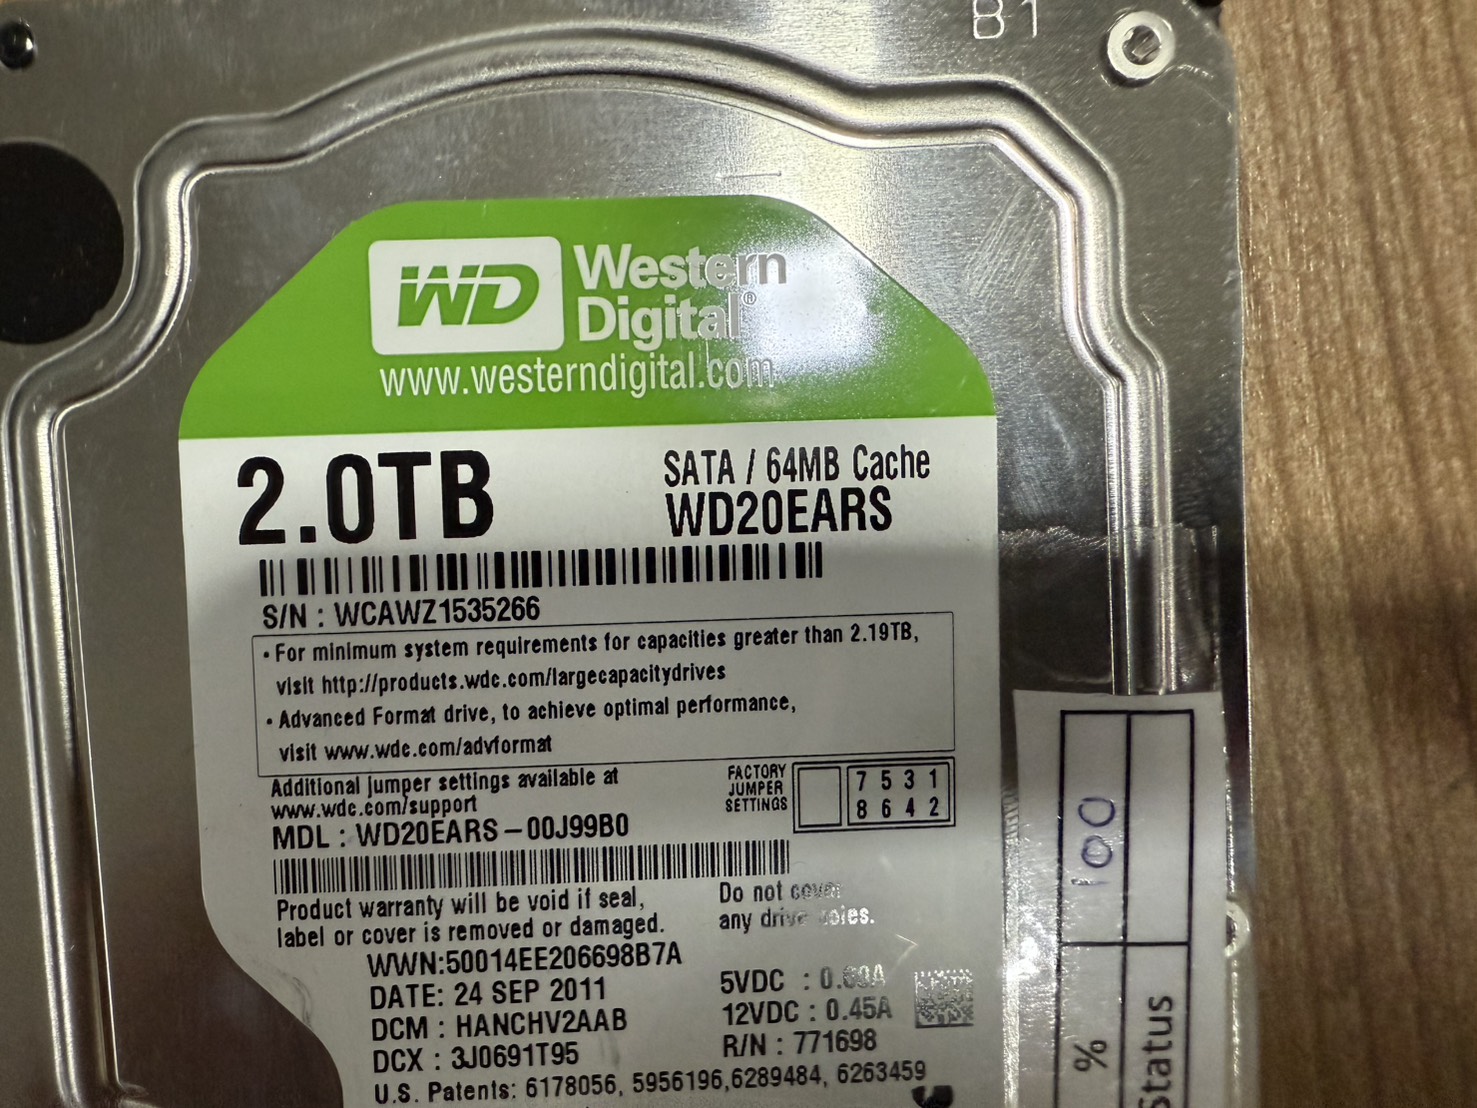 B1
WD Western
Digital®
www.westerndigital.com
2.0TB
SATA / 64MB Cache
WD20EARS
S/N : WCAWZ1535266
• For minimum system requirements for capacities greater than 2.19TB,
visit http://products.wdc.com/largecapacitydrives
• Advanced Format drive, to achieve optimal performance,
visit www.wdc.com/advformat
Additional jumper settings available at
www.wdc.com/support
FACTORY
JUMPER
SETTINGS
7 5 3 1
8 6 4 2
MDL : WD20EARS-00J99B0
Product warranty will be void if seal,
label or cover is removed or damaged.
Do not cover
any drive holes.
WWN:50014EE206698B7A
DATE: 24 SEP 2011
DCM : HANCHV2AAB
DCX : 3J0691T95
5VDC :
12VDC : 0.45A
R/N : 771698
U.S. Patents: 6178056, 5956196,6289484, 6263459
% 100
Status